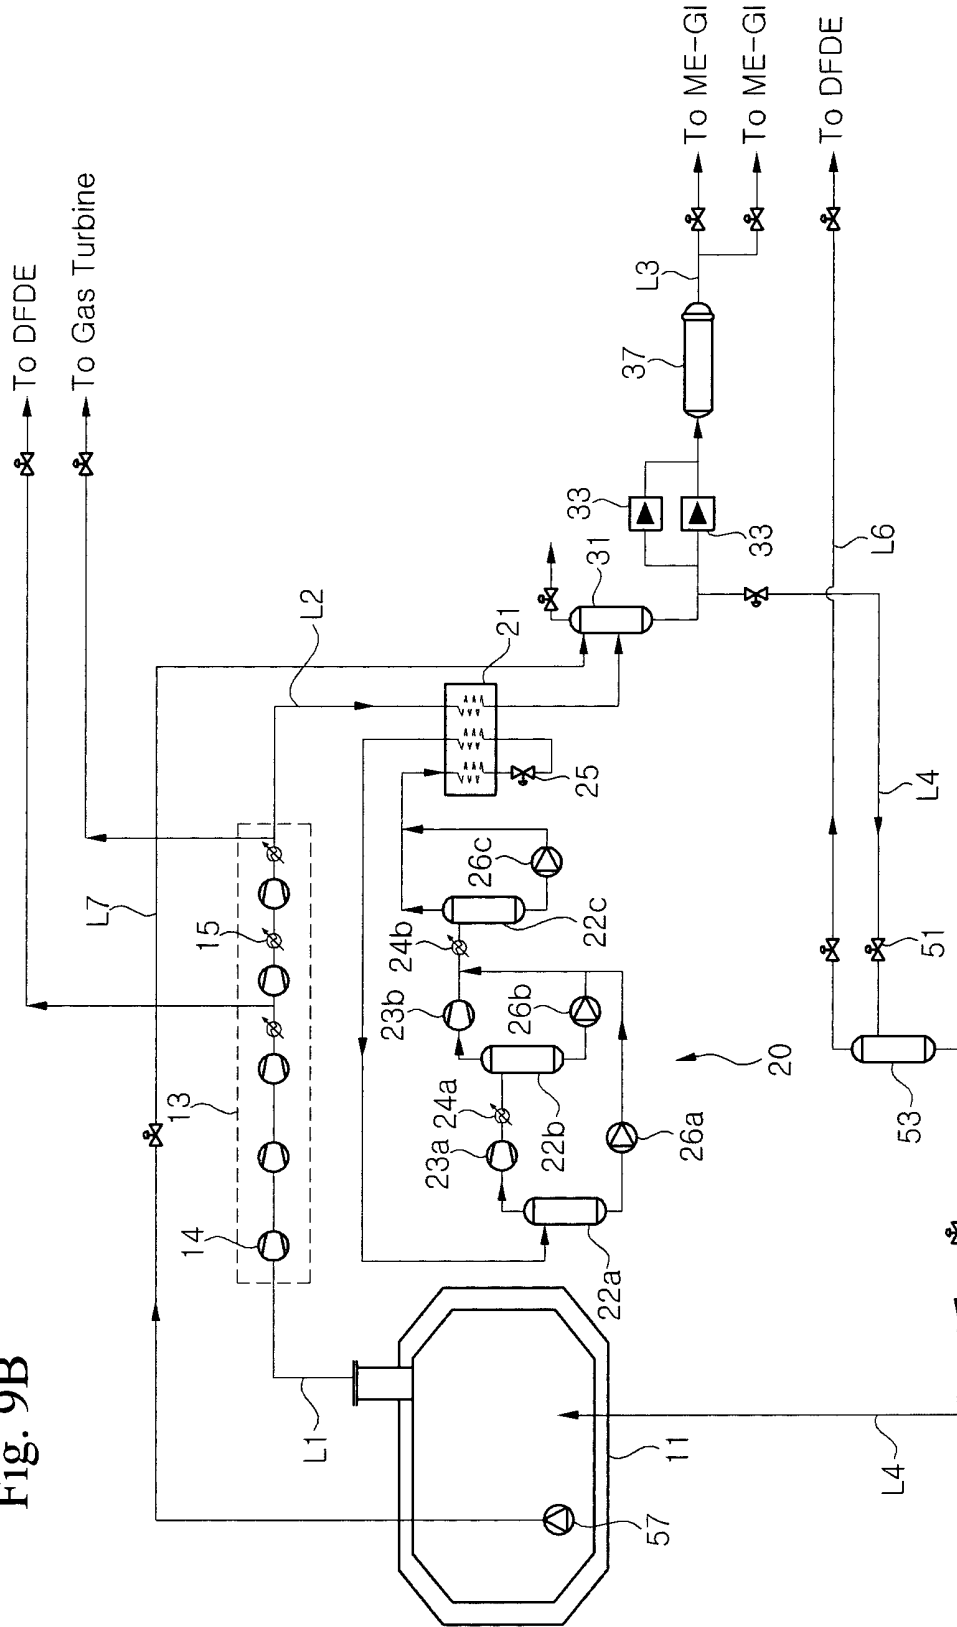 Fig. 9B
To DFDE
To Gas Turbine
L7
13
15
14
L2
L1
21
25
26c
22c
24b
23b
26b
24a
22b
23a
26a
22a
20
31
33
33
37
L3
To ME-GI
To ME-GI
To DFDE
L6
L4
51
53
11
57
L4